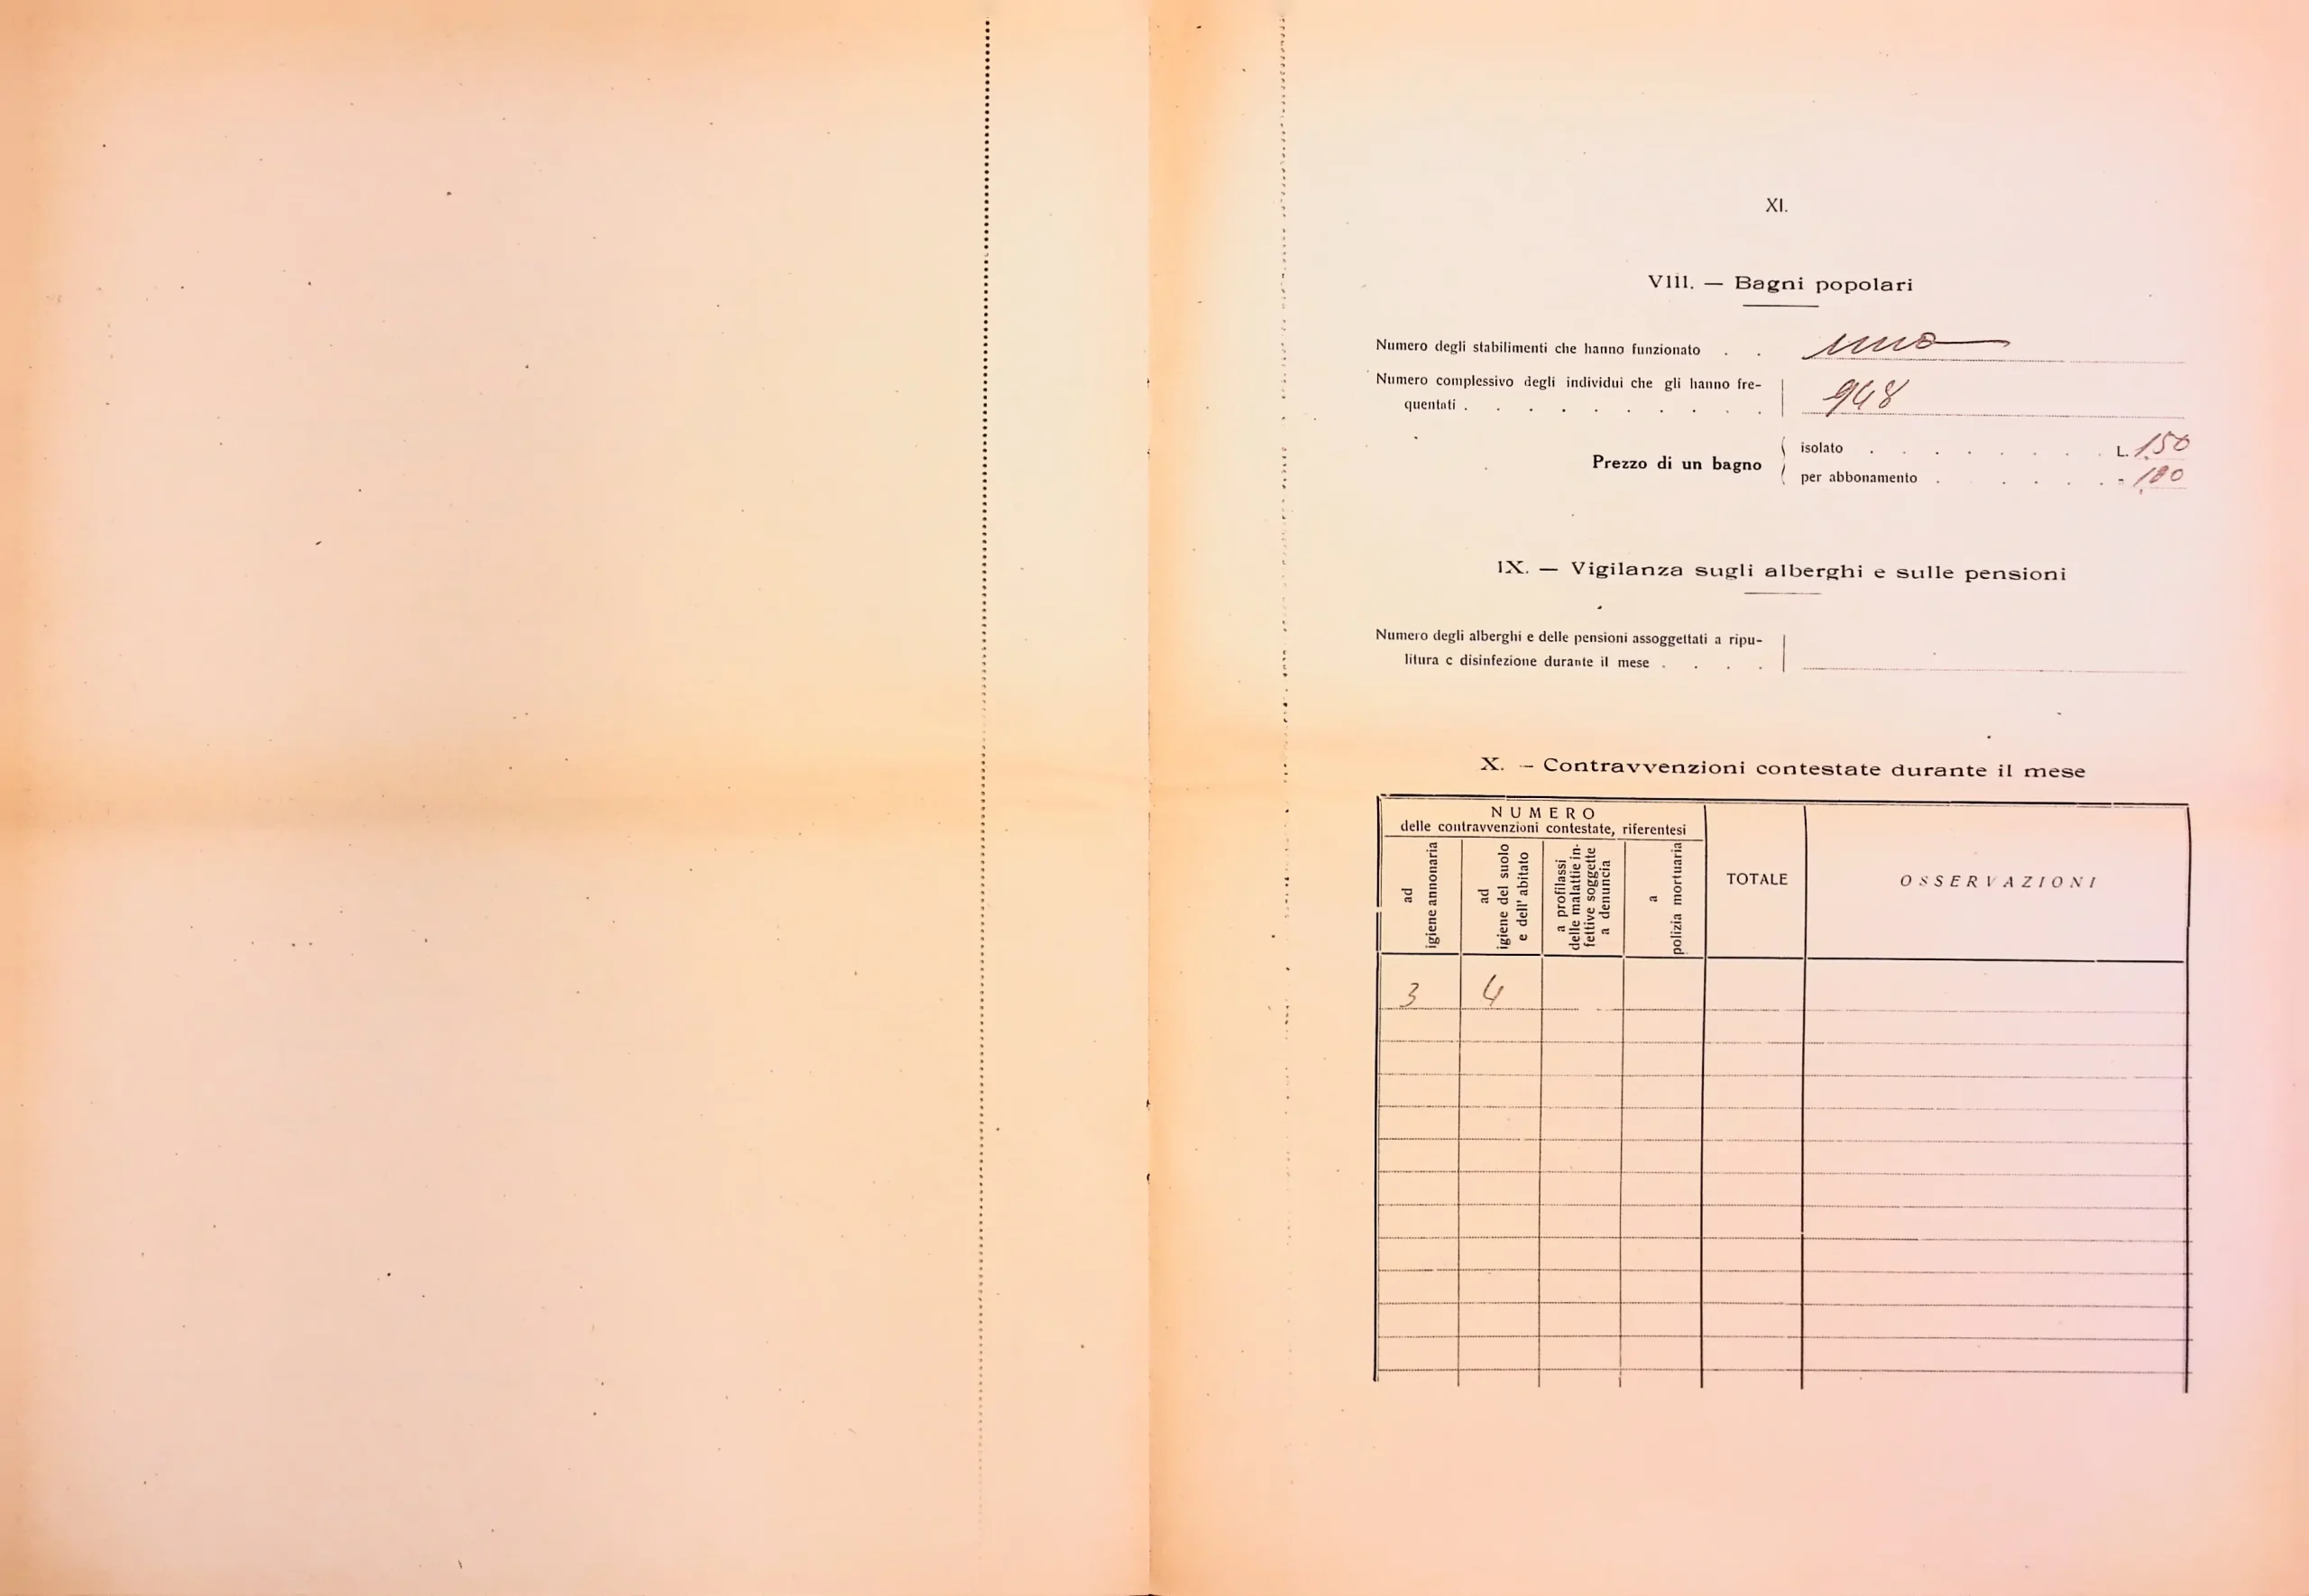 XI.
VIII. — Bagni popolari
Numero degli stabilimenti che hanno funzionato . . uno
Numero complessivo degli individui che gli hanno fre-
quentati . . . . . . . . . . 948
Prezzo di un bagno
isolato . . . . . . . . L. 1.50
per abbonamento . . . . . „ 1.00
IX. — Vigilanza sugli alberghi e sulle pensioni
Numero degli alberghi e delle pensioni assoggettati a ripu-
litura e disinfezione durante il mese . . . .
X. — Contravvenzioni contestate durante il mese
NUMERO
delle contravvenzioni contestate, riferentesi
ad
igiene annonaria
ad
igiene del suolo
e dell'abitato
a profilassi
delle malattie in-
fettive soggette
a denuncia
a
polizia mortuaria
TOTALE
OSSERVAZIONI
3 4